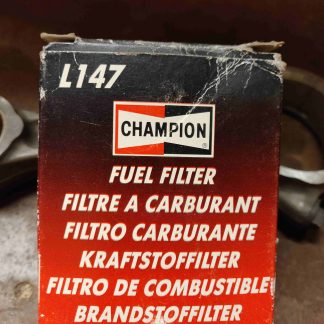 L147
CHAMPION
FUEL FILTER
FILTRE A CARBURANT
FILTRO CARBURANTE
KRAFTSTOFFILTER
FILTRO DE COMBUSTIBLE
BRANDSTOFFILTER